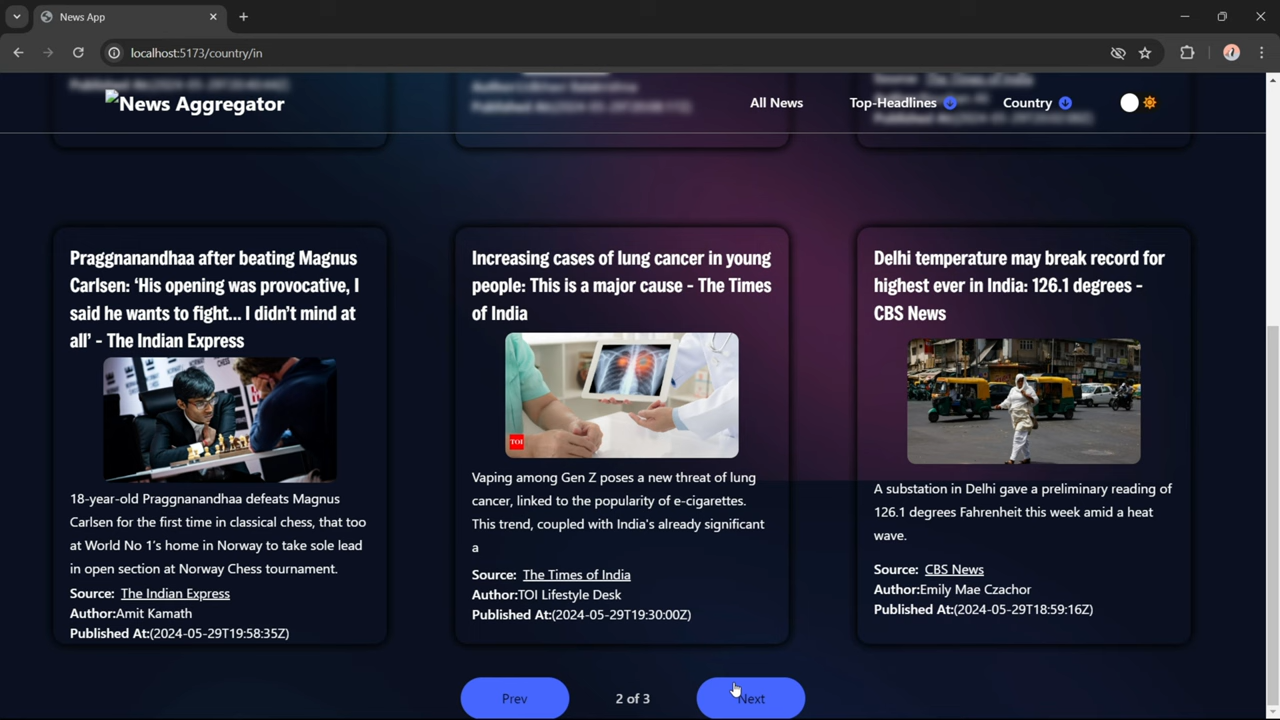 News App
localhost:5173/country/in
News Aggregator
All News
Top-Headlines
Country
Praggnanandhaa after beating Magnus
Carlsen: ‘His opening was provocative, I
said he wants to fight... I didn’t mind at
all’ - The Indian Express
18-year-old Praggnanandhaa defeats Magnus
Carlsen for the first time in classical chess, that too
at World No 1’s home in Norway to take sole lead
in open section at Norway Chess tournament.
Source: The Indian Express
Author:Amit Kamath
Published At:(2024-05-29T19:58:35Z)
Increasing cases of lung cancer in young
people: This is a major cause - The Times
of India
TOI
Vaping among Gen Z poses a new threat of lung
cancer, linked to the popularity of e-cigarettes.
This trend, coupled with India's already significant
a
Source: The Times of India
Author:TOI Lifestyle Desk
Published At:(2024-05-29T19:30:00Z)
Delhi temperature may break record for
highest ever in India: 126.1 degrees -
CBS News
A substation in Delhi gave a preliminary reading of
126.1 degrees Fahrenheit this week amid a heat
wave.
Source: CBS News
Author:Emily Mae Czachor
Published At:(2024-05-29T18:59:16Z)
Prev
2 of 3
Next